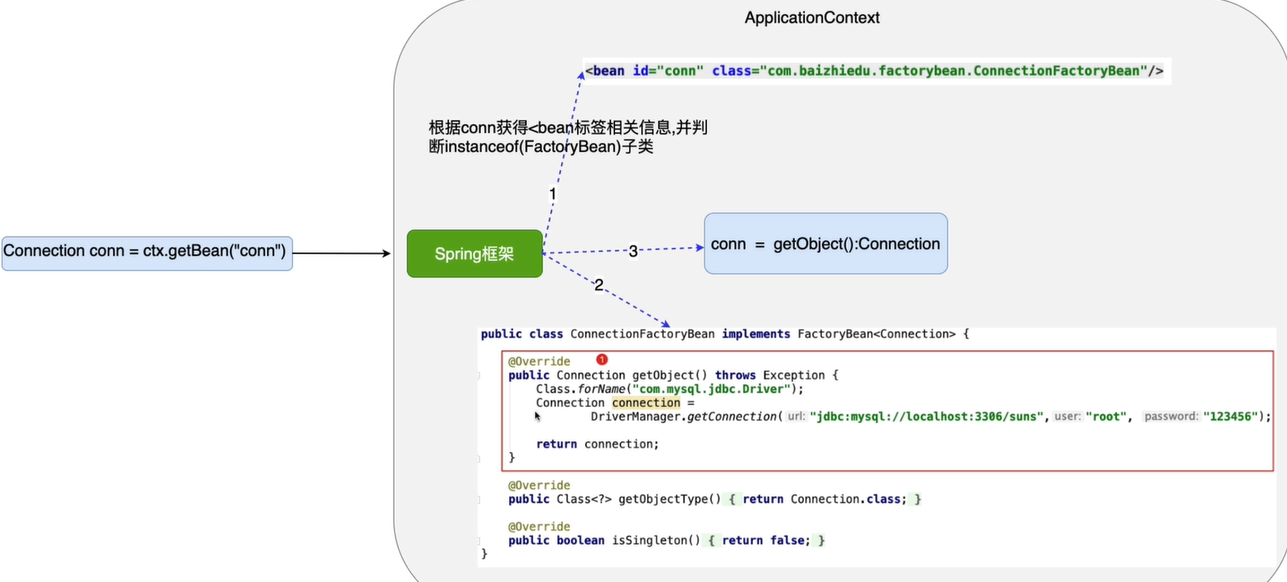 ApplicationContext
<bean id="conn" class="com.baizhiedu.factorybean.ConnectionFactoryBean"/>
根据conn获得<bean标签相关信息,并判
断instanceof(FactoryBean)子类
1
Connection conn = ctx.getBean("conn")
Spring框架
3
conn = getObject():Connection
2
public class ConnectionFactoryBean implements FactoryBean<Connection> {
@Override
1
public Connection getObject() throws Exception {
Class.forName("com.mysql.jdbc.Driver");
Connection connection =
DriverManager.getConnection( url: "jdbc:mysql://localhost:3306/suns", user: "root", password: "123456");
return connection;
}
@Override
public Class<?> getObjectType() { return Connection.class; }
@Override
public boolean isSingleton() { return false; }
}